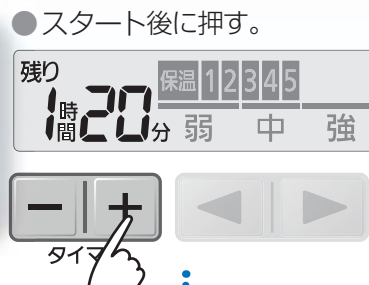 ●スタート後に押す。
残り
1時間20分
保温 1 2 3 4 5
弱 中 強
− +
タイマ